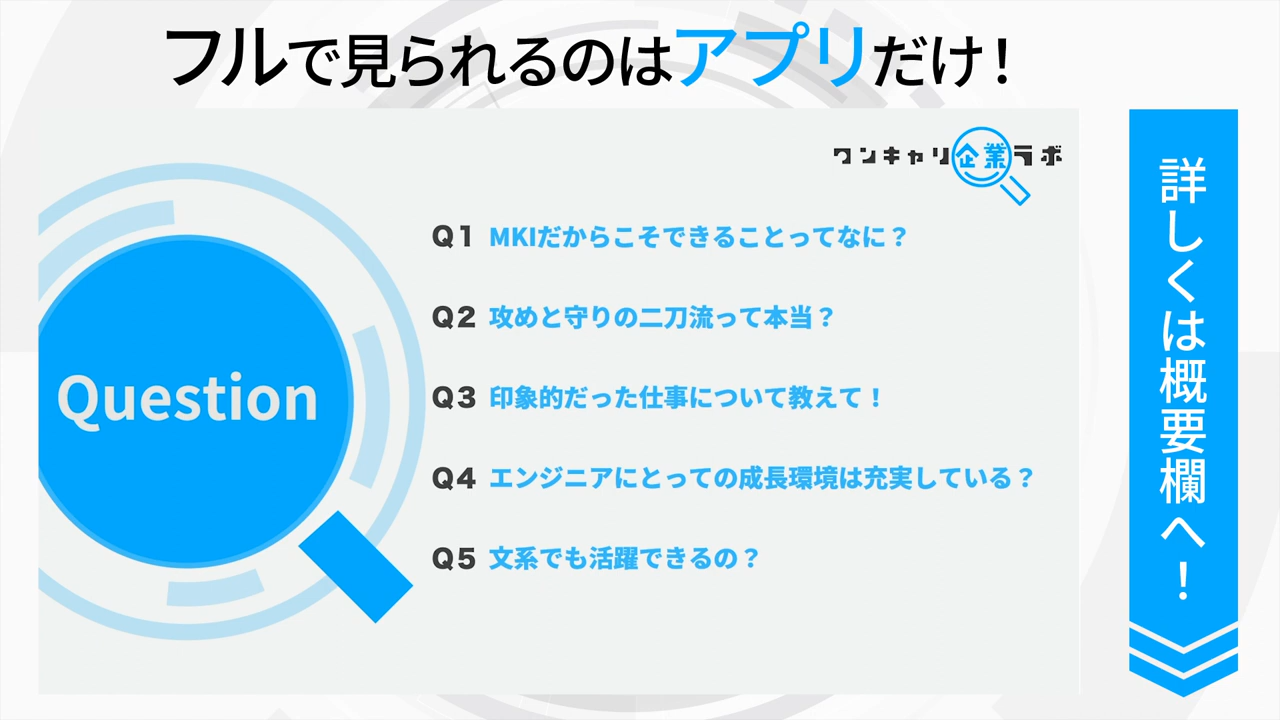 フルで見られるのはアプリだけ！
ワンキャリ企業ラボ
Question
Q1 MKIだからこそできることってなに？
Q2 攻めと守りの二刀流って本当？
Q3 印象的だった仕事について教えて！
Q4 エンジニアにとっての成長環境は充実している？
Q5 文系でも活躍できるの？
詳しくは概要欄へ！